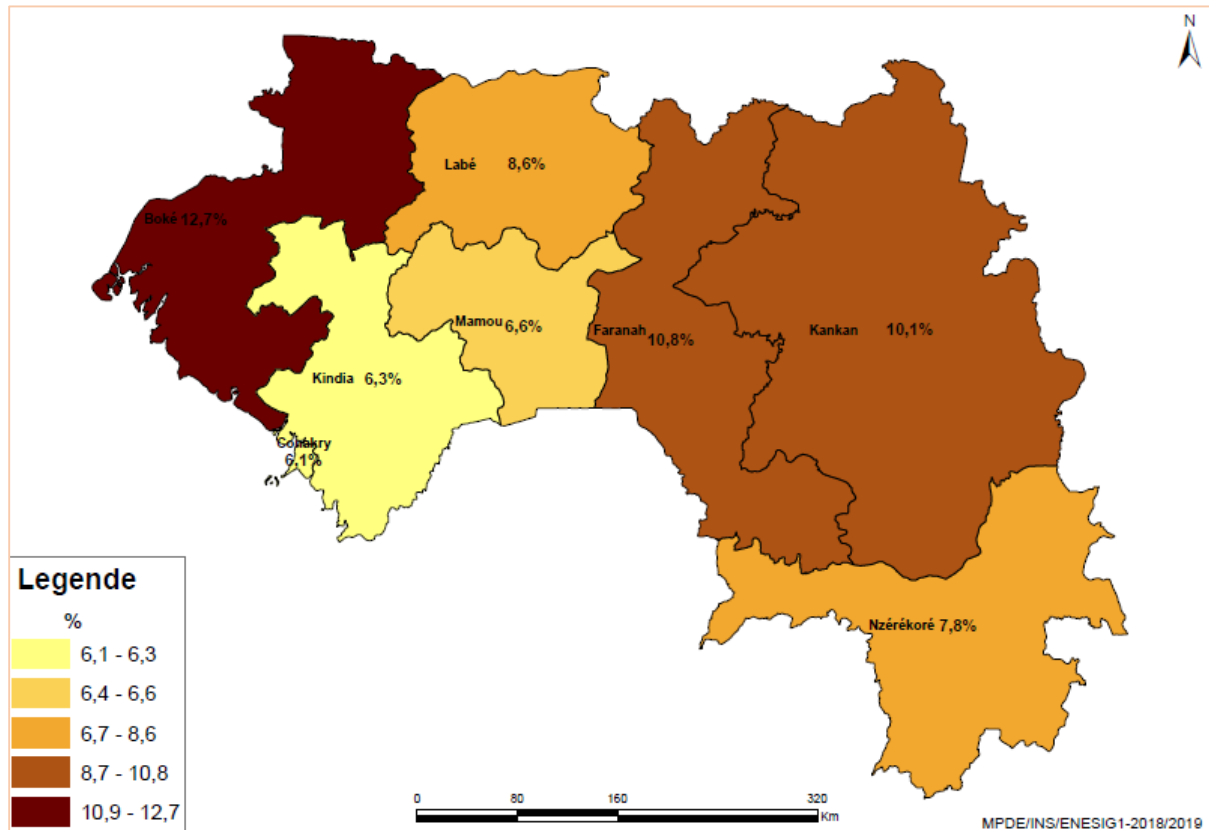 N
Labé 8,6%
Boké 12,7%
Mamou 6,6%
Faranah 10,8%
Kankan 10,1%
Kindia 6,3%
Conakry
6,1%
Nzérékoré 7,8%
Legende
%
6,1 - 6,3
6,4 - 6,6
6,7 - 8,6
8,7 - 10,8
10,9 - 12,7
0 80 160 320
Km
MPDE/INS/ENESIG1-2018/2019